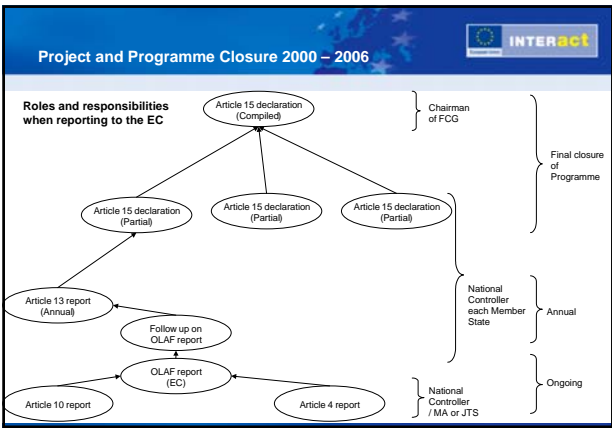 Project and Programme Closure 2000 – 2006
European Union
INTERact
Roles and responsibilities
when reporting to the EC
Article 15 declaration
(Compiled)
Chairman
of FCG
Final closure
of
Programme
Article 15 declaration
(Partial)
Article 15 declaration
(Partial)
Article 15 declaration
(Partial)
National
Controller
each Member
State
Annual
Article 13 report
(Annual)
Follow up on
OLAF report
OLAF report
(EC)
Ongoing
Article 10 report
Article 4 report
National
Controller
/ MA or JTS